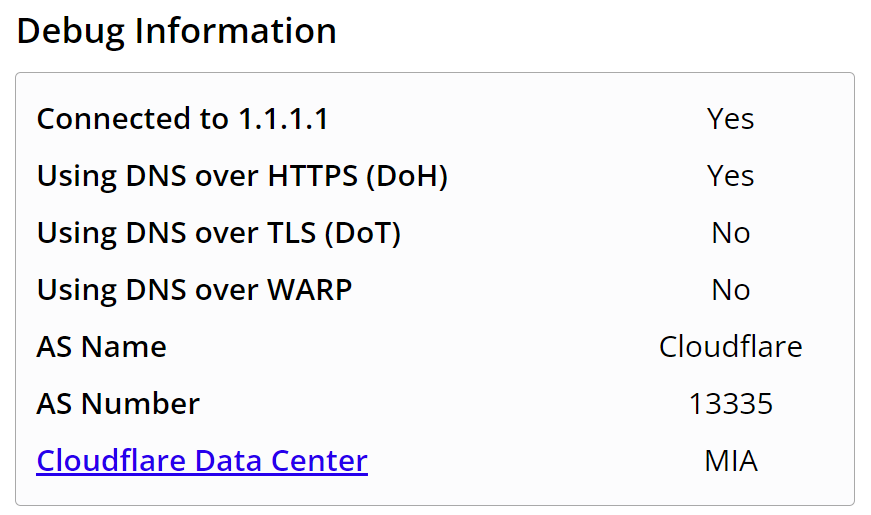 Debug Information
Connected to 1.1.1.1 Yes
Using DNS over HTTPS (DoH) Yes
Using DNS over TLS (DoT) No
Using DNS over WARP No
AS Name Cloudflare
AS Number 13335
Cloudflare Data Center MIA